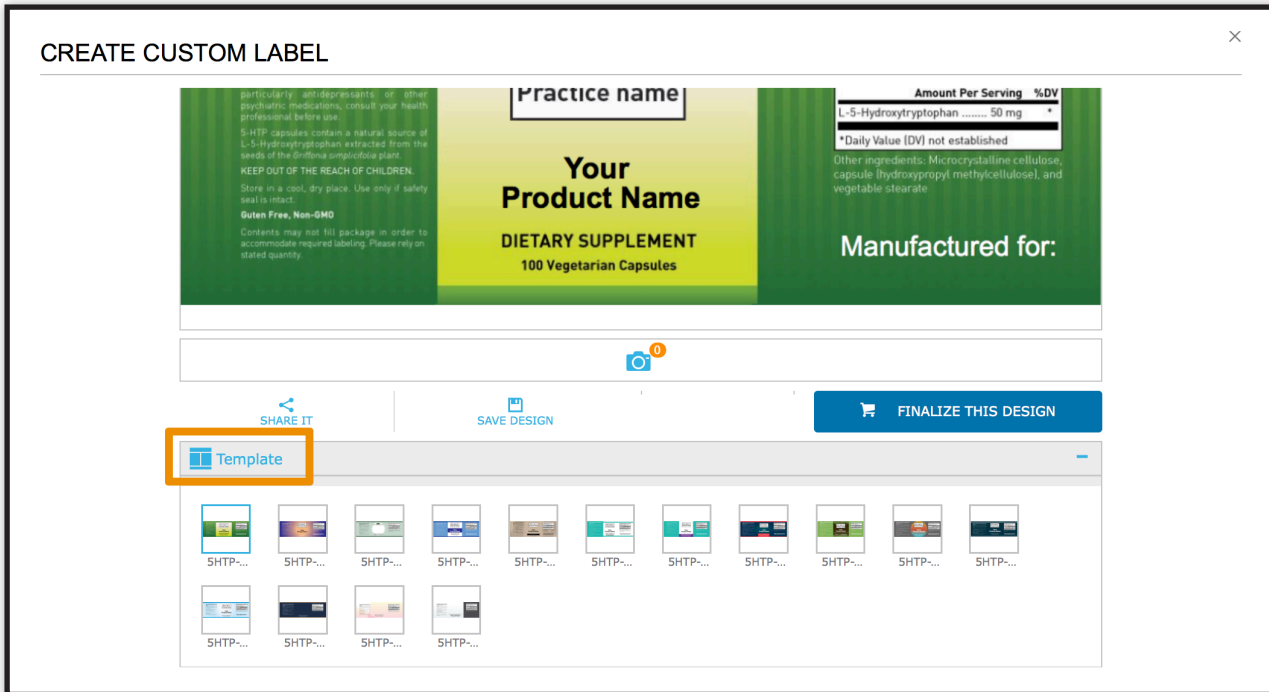 CREATE CUSTOM LABEL
particularly antidepressants or other
psychiatric medications, consult your health
professional before use.
5-HTP capsules contain a natural source of
L-5-Hydroxytryptophan extracted from the
seeds of the Griffonia simplicifolia plant.
KEEP OUT OF THE REACH OF CHILDREN.
Store in a cool, dry place. Use only if safety
seal is intact.
Guten Free, Non-GMO
Contents may not fill package in order to
accommodate required labeling. Please rely on
stated quantity.
Practice name
Your
Product Name
DIETARY SUPPLEMENT
100 Vegetarian Capsules
Amount Per Serving %DV
L-5-Hydroxytryptophan ........ 50 mg *
*Daily Value (DV) not established
Other ingredients: Microcrystalline cellulose,
capsule (hydroxypropyl methylcellulose), and
vegetable stearate
Manufactured for:
0
SHARE IT
SAVE DESIGN
FINALIZE THIS DESIGN
Template
5HTP-... 5HTP-... 5HTP-... 5HTP-... 5HTP-... 5HTP-... 5HTP-... 5HTP-... 5HTP-... 5HTP-... 5HTP-...
5HTP-... 5HTP-... 5HTP-... 5HTP-...